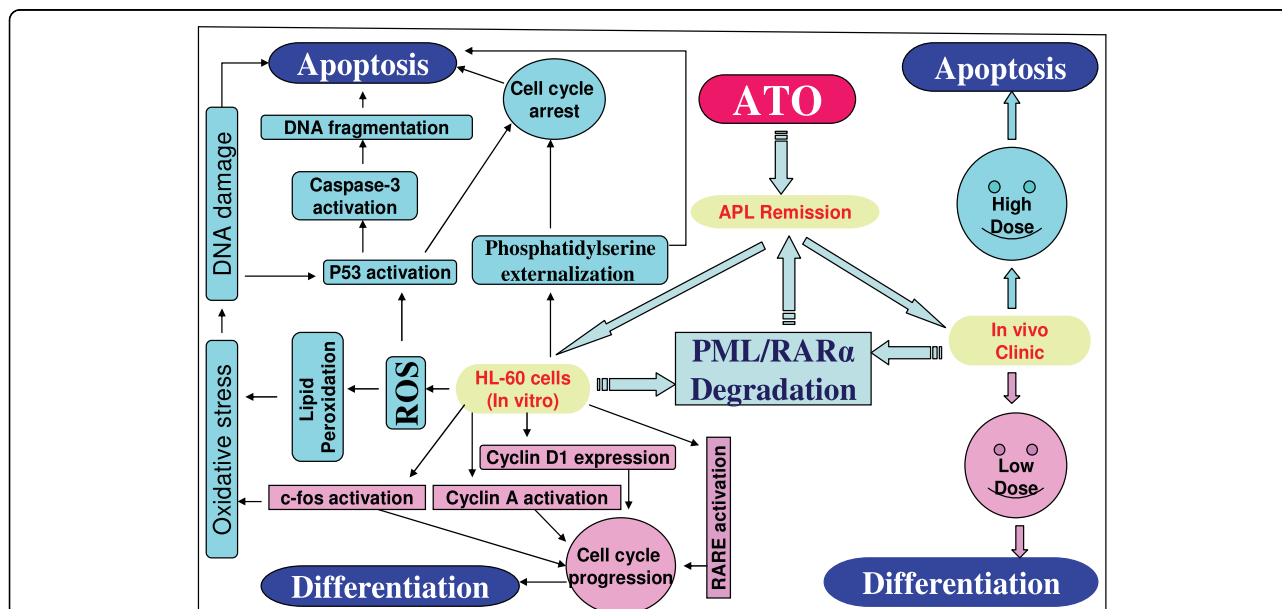 Apoptosis
Cell cycle
arrest
DNA fragmentation
Caspase-3
activation
DNA damage
P53 activation
Phosphatidylserine
externalization
ATO
APL Remission
Apoptosis
High
Dose
In vivo
Clinic
PML/RARα
Degradation
HL-60 cells
(In vitro)
ROS
Lipid
Peroxidation
Oxidative stress
Cyclin D1 expression
c-fos activation
Cyclin A activation
RARE activation
Cell cycle
progression
Differentiation
Low
Dose
Differentiation